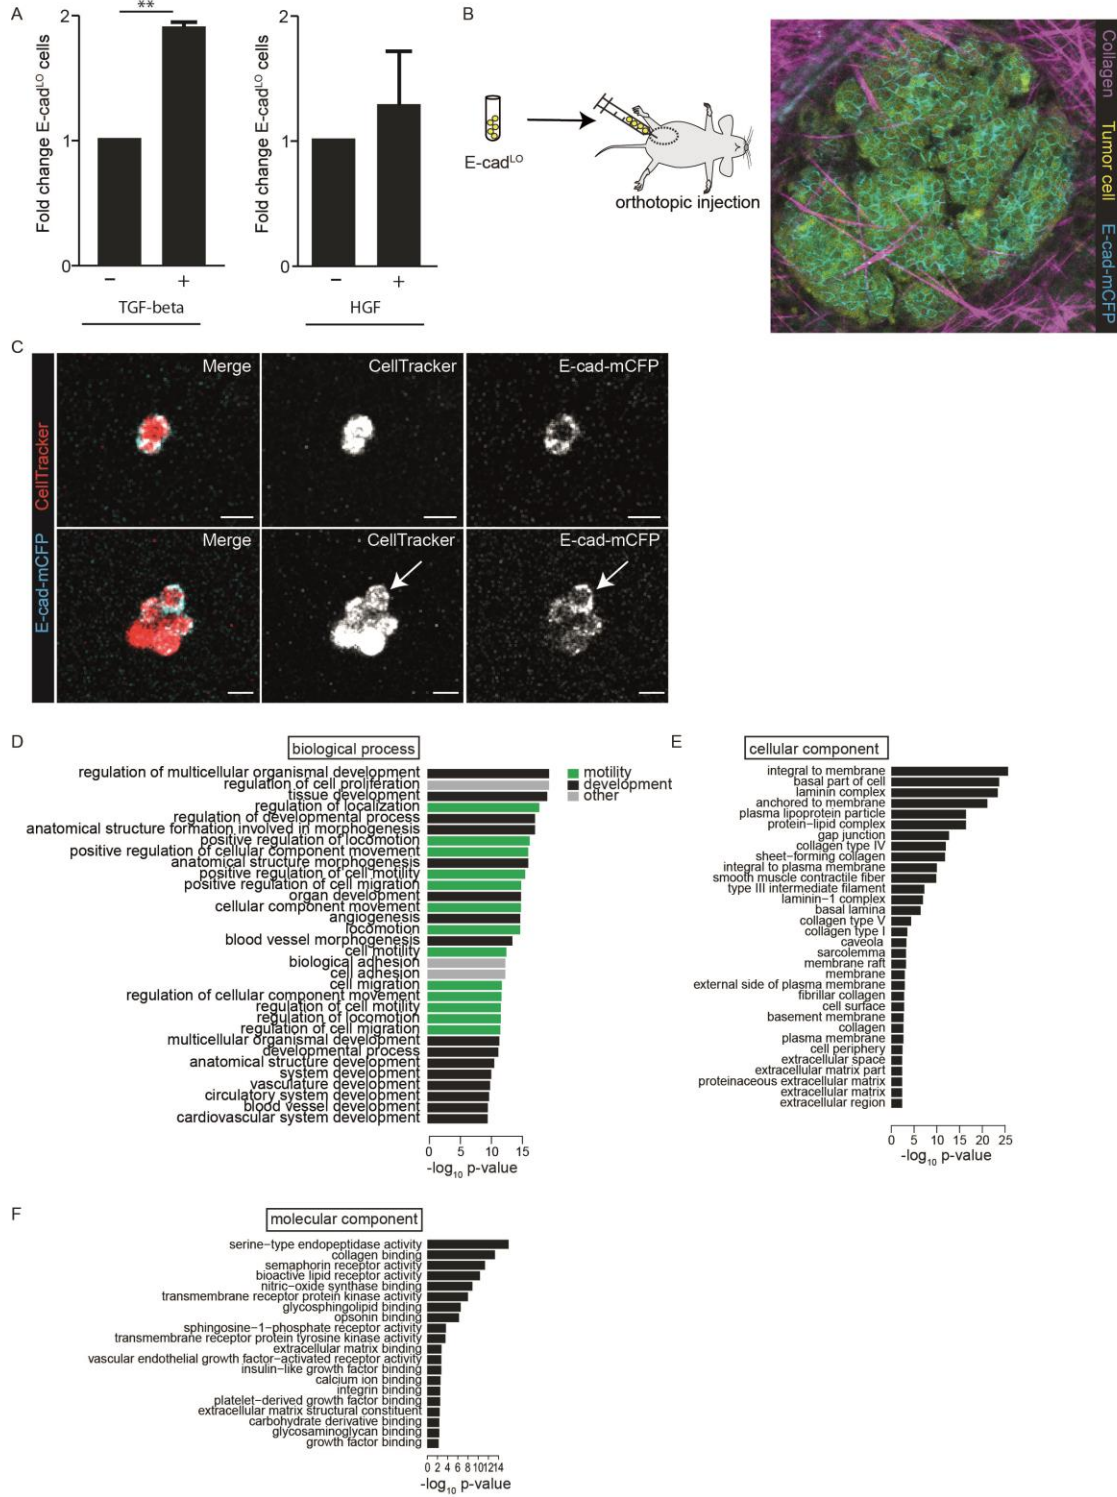 A
**
Fold change E-cad^LO cells
2
1
0
− +
TGF-beta
Fold change E-cad^LO cells
2
1
0
− +
HGF
B
E-cad^LO
orthotopic injection
Collagen Tumor cell E-cad-mCFP
C
E-cad-mCFP CellTracker
Merge
CellTracker
E-cad-mCFP
Merge
CellTracker
E-cad-mCFP
D
biological process
regulation of multicellular organismal development
regulation of cell proliferation
tissue development
regulation of localization
regulation of developmental process
anatomical structure formation involved in morphogenesis
positive regulation of locomotion
positive regulation of cellular component movement
anatomical structure morphogenesis
positive regulation of cell motility
positive regulation of cell migration
organ development
cellular component movement
angiogenesis
locomotion
blood vessel morphogenesis
cell motility
biological adhesion
cell adhesion
cell migration
regulation of cellular component movement
regulation of cell motility
regulation of locomotion
regulation of cell migration
multicellular organismal development
developmental process
anatomical structure development
system development
vasculature development
circulatory system development
blood vessel development
cardiovascular system development
motility
development
other
0 5 10 15
-log10 p-value
E
cellular component
integral to membrane
basal part of cell
laminin complex
anchored to membrane
plasma lipoprotein particle
protein−lipid complex
gap junction
collagen type IV
sheet−forming collagen
integral to plasma membrane
smooth muscle contractile fiber
type III intermediate filament
laminin−1 complex
basal lamina
collagen type V
collagen type I
caveola
sarcolemma
membrane raft
membrane
external side of plasma membrane
fibrillar collagen
cell surface
basement membrane
collagen
plasma membrane
cell periphery
extracellular space
extracellular matrix part
proteinaceous extracellular matrix
extracellular matrix
extracellular region
0 5 10 15 20 25
-log10 p-value
F
molecular component
serine−type endopeptidase activity
collagen binding
semaphorin receptor activity
bioactive lipid receptor activity
nitric−oxide synthase binding
transmembrane receptor protein kinase activity
glycosphingolipid binding
opsonin binding
sphingosine−1−phosphate receptor activity
transmembrane receptor protein tyrosine kinase activity
extracellular matrix binding
vascular endothelial growth factor−activated receptor activity
insulin−like growth factor binding
calcium ion binding
integrin binding
platelet−derived growth factor binding
extracellular matrix structural constituent
carbohydrate derivative binding
glycosaminoglycan binding
growth factor binding
0 2 4 6 8 10 12 14
-log10 p-value